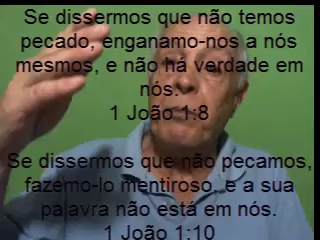 Se dissermos que não temos
pecado, enganamo-nos a nós
mesmos, e não há verdade em
nós.
1 João 1:8
Se dissermos que não pecamos,
fazemo-lo mentiroso, e a sua
palavra não está em nós.
1 João 1:10